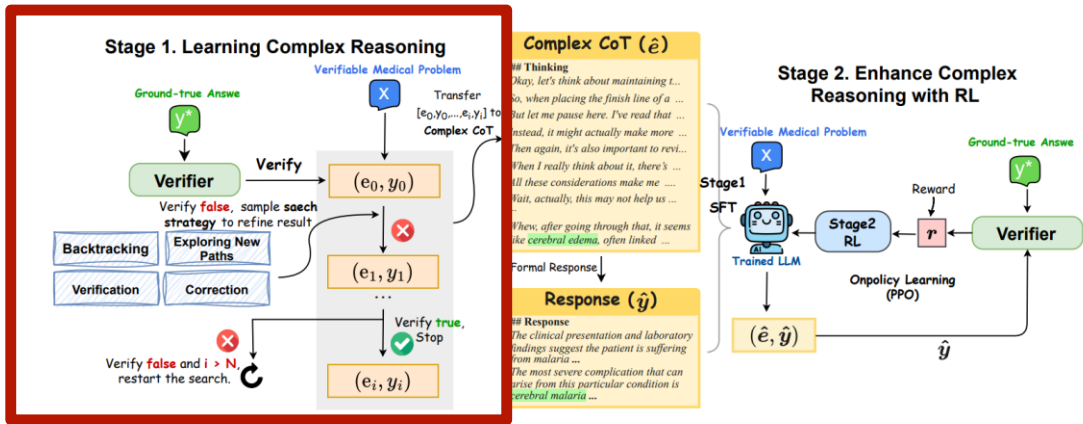 Stage 1. Learning Complex Reasoning
Verifiable Medical Problem
x
Ground-true Answe
y*
Transfer
[e₀,y₀,...,eᵢ,yᵢ] to
Complex CoT
Verifier
Verify
(e₀, y₀)
Verify false, sample saech
strategy to refine result
Backtracking
Exploring New
Paths
Verification
Correction
(e₁, y₁)
...
Verify true,
Stop
Verify false and i > N,
restart the search.
(eᵢ, yᵢ)
Complex CoT (ê)
## Thinking
Okay, let's think about maintaining t...
So, when placing the finish line of a ...
But let me pause here. I've read that ...
Instead, it might actually make more ...
Then again, it's also important to revi...
When I really think about it, there's ...
All these considerations make me ....
Wait, actually, this may not help us ...
...
Whew, after going through that, it seems
like cerebral edema, often linked ...
Formal Response
Response (ŷ)
## Response
The clinical presentation and laboratory
findings suggest the patient is suffering
from malaria ...
The most severe complication that can
arise from this particular condition is
cerebral malaria ...
Stage 2. Enhance Complex
Reasoning with RL
Verifiable Medical Problem
x
Ground-true Answe
y*
Stage1
SFT
AI
Trained LLM
Stage2
RL
Reward
r
Verifier
Onpolicy Learning
(PPO)
(ê, ŷ)
ŷ